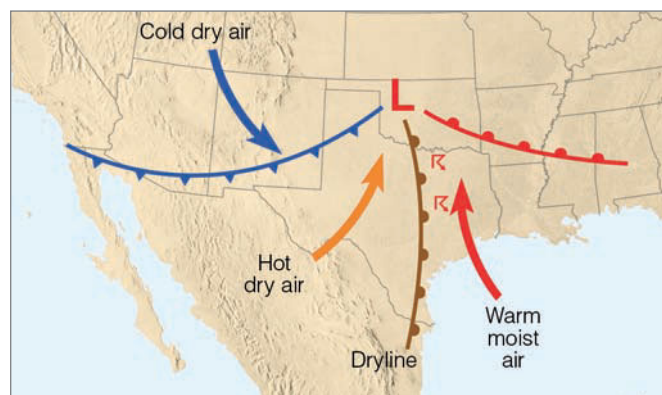 Cold dry air
L
Hot
dry air
Warm
moist
air
Dryline